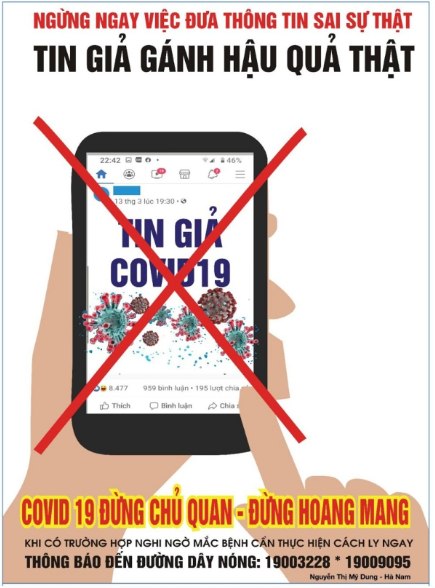 NGỪNG NGAY VIỆC ĐƯA THÔNG TIN SAI SỰ THẬT
TIN GIẢ GÁNH HẬU QUẢ THẬT
22:42
46%
13 thg 3 lúc 19:30
TIN GIẢ
COVID19
8.477 959 bình luận • 195 lượt chia
Thích Bình luận Chia s
COVID 19 ĐỪNG CHỦ QUAN - ĐỪNG HOANG MANG
KHI CÓ TRƯỜNG HỢP NGHI NGỜ MẮC BỆNH CẦN THỰC HIỆN CÁCH LY NGAY
THÔNG BÁO ĐẾN ĐƯỜNG DÂY NÓNG: 19003228 * 19009095
Nguyễn Thị Mỹ Dung - Hà Nam